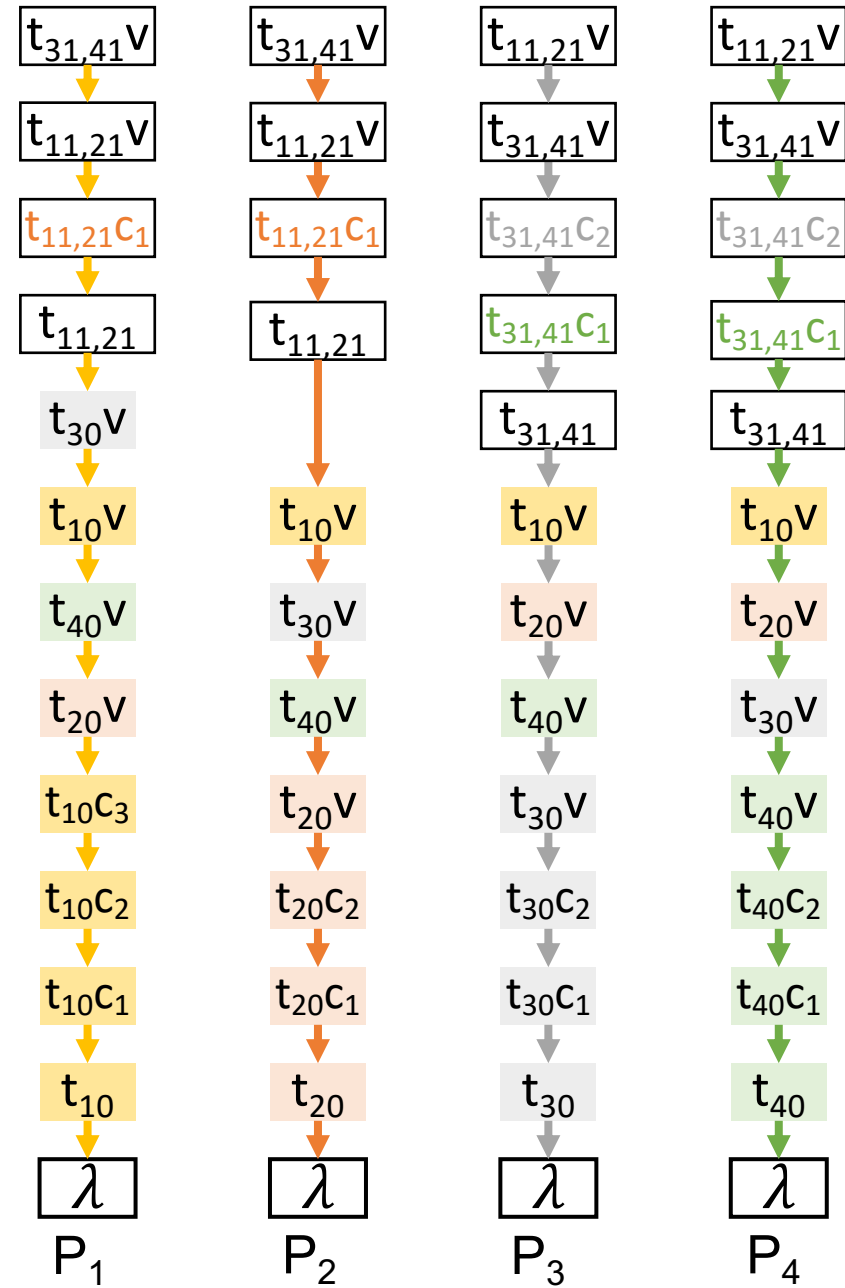 t₃₁,₄₁v t₃₁,₄₁v t₁₁,₂₁v t₁₁,₂₁v
t₁₁,₂₁v t₁₁,₂₁v t₃₁,₄₁v t₃₁,₄₁v
t₁₁,₂₁c₁ t₁₁,₂₁c₁ t₃₁,₄₁c₂ t₃₁,₄₁c₂
t₁₁,₂₁ t₁₁,₂₁ t₃₁,₄₁c₁ t₃₁,₄₁c₁
t₃₀v t₃₁,₄₁ t₃₁,₄₁
t₁₀v t₁₀v t₁₀v t₁₀v
t₄₀v t₃₀v t₂₀v t₂₀v
t₂₀v t₄₀v t₄₀v t₃₀v
t₁₀c₃ t₂₀v t₃₀v t₄₀v
t₁₀c₂ t₂₀c₂ t₃₀c₂ t₄₀c₂
t₁₀c₁ t₂₀c₁ t₃₀c₁ t₄₀c₁
t₁₀ t₂₀ t₃₀ t₄₀
λ λ λ λ
P₁ P₂ P₃ P₄